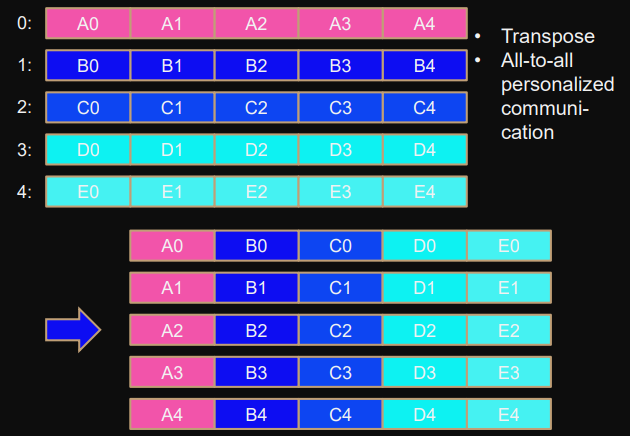 0: A0 A1 A2 A3 A4
1: B0 B1 B2 B3 B4
2: C0 C1 C2 C3 C4
3: D0 D1 D2 D3 D4
4: E0 E1 E2 E3 E4
• Transpose
• All-to-all
personalized
communi-
cation
A0 B0 C0 D0 E0
A1 B1 C1 D1 E1
A2 B2 C2 D2 E2
A3 B3 C3 D3 E3
A4 B4 C4 D4 E4